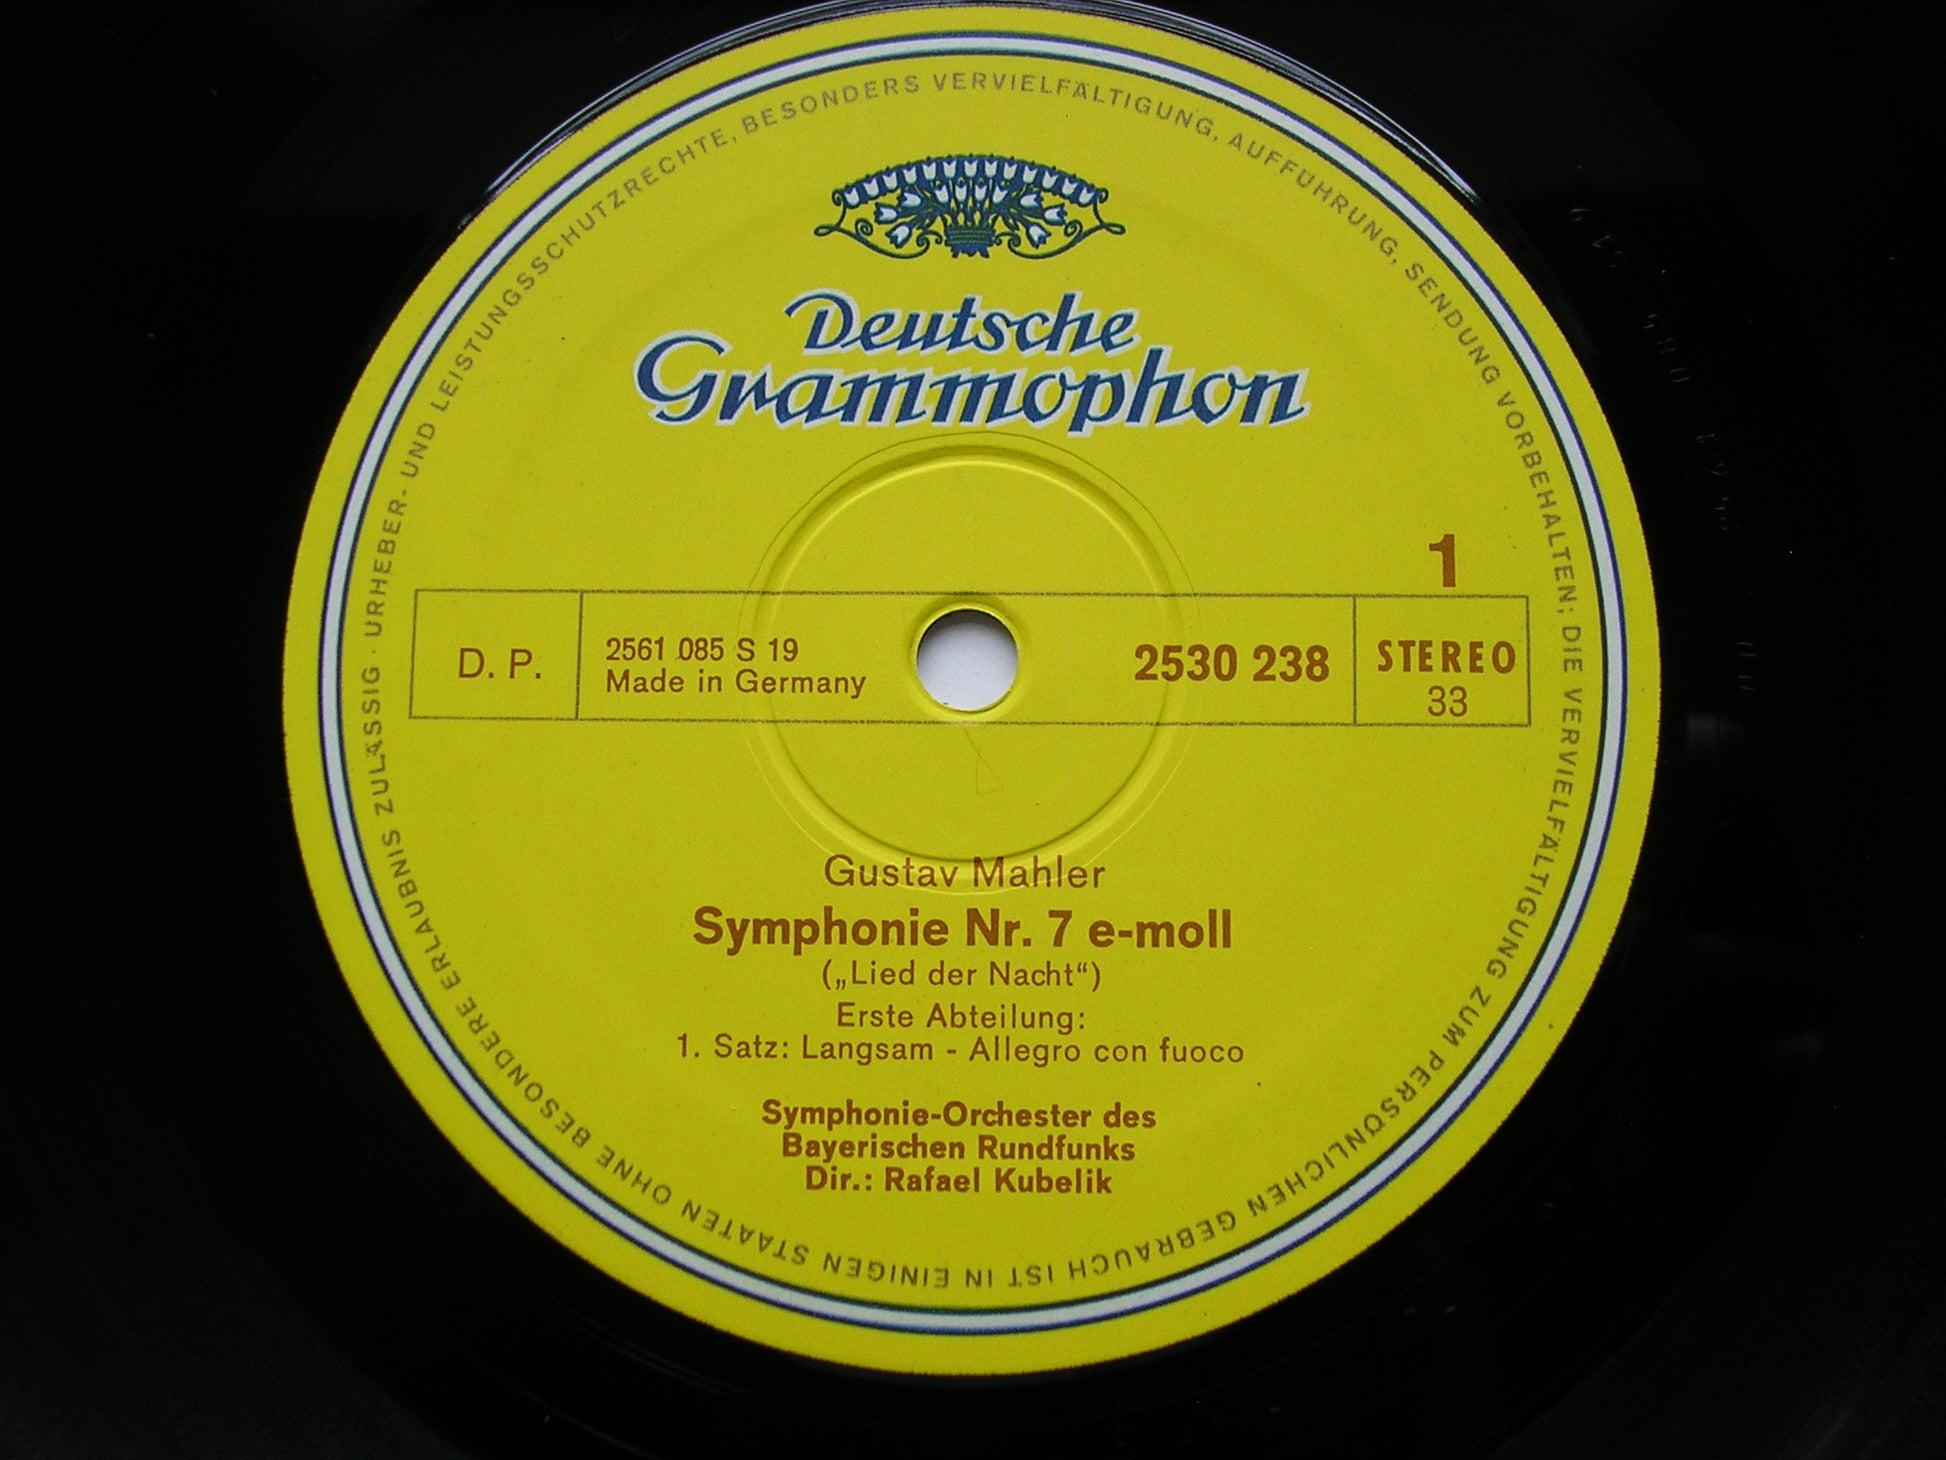 URHEBER- UND LEISTUNGSSCHUTZRECHTE, BESONDERS VERVIELFÄLTIGUNG, AUFFÜHRUNG, SENDUNG VORBEHALTEN; DIE VERVIELFÄLTIGUNG ZUM PERSÖNLICHEN GEBRAUCH IST IN EINIGEN STAATEN OHNE BESONDERE ERLAUBNIS ZULÄSSIG ·
Deutsche
Grammophon
1
D. P.
2561 085 S 19
Made in Germany
2530 238
STEREO
33
Gustav Mahler
Symphonie Nr. 7 e-moll
(„Lied der Nacht“)
Erste Abteilung:
1. Satz: Langsam - Allegro con fuoco
Symphonie-Orchester des
Bayerischen Rundfunks
Dir.: Rafael Kubelik